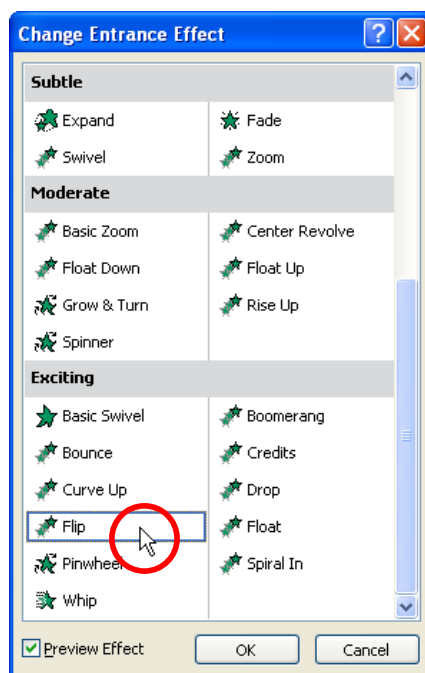 Change Entrance Effect
Subtle
Expand Fade
Swivel Zoom
Moderate
Basic Zoom Center Revolve
Float Down Float Up
Grow & Turn Rise Up
Spinner
Exciting
Basic Swivel Boomerang
Bounce Credits
Curve Up Drop
Flip Float
Pinwheel Spiral In
Whip
Preview Effect OK Cancel